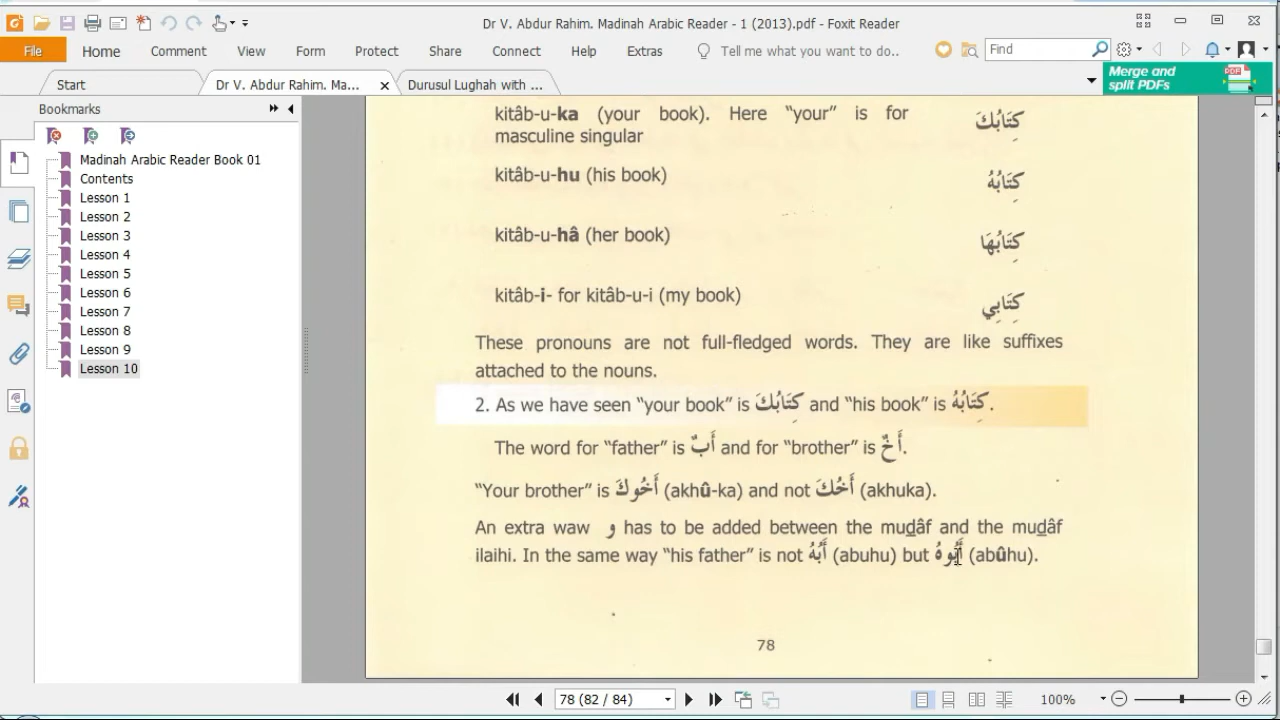 Dr V. Abdur Rahim. Madinah Arabic Reader - 1 (2013).pdf - Foxit Reader
File Home Comment View Form Protect Share Connect Help Extras Tell me what you want to do.. Find
Start Dr V. Abdur Rahim. Ma... Durusul Lughah with ... Merge and
split PDFs
PDF
Bookmarks
Madinah Arabic Reader Book 01
Contents
Lesson 1
Lesson 2
Lesson 3
Lesson 4
Lesson 5
Lesson 6
Lesson 7
Lesson 8
Lesson 9
Lesson 10
kitâb-u-ka (your book). Here “your” is for كِتَابُكَ
masculine singular
kitâb-u-hu (his book) كِتَابُهُ
kitâb-u-hâ (her book) كِتَابُهَا
kitâb-i- for kitâb-u-i (my book) كِتَابِي
These pronouns are not full-fledged words. They are like suffixes
attached to the nouns.
2. As we have seen “your book” is كِتَابُكَ and “his book” is كِتَابُهُ.
The word for “father” is أَبٌ and for “brother” is أَخٌ.
“Your brother” is أَخُوكَ (akhû-ka) and not أَخُكَ (akhuka).
An extra waw و has to be added between the muḏâf and the muḏâf
ilaihi. In the same way “his father” is not أَبُهُ (abuhu) but أَبُوهُ (abûhu).
78
78 (82 / 84) 100%